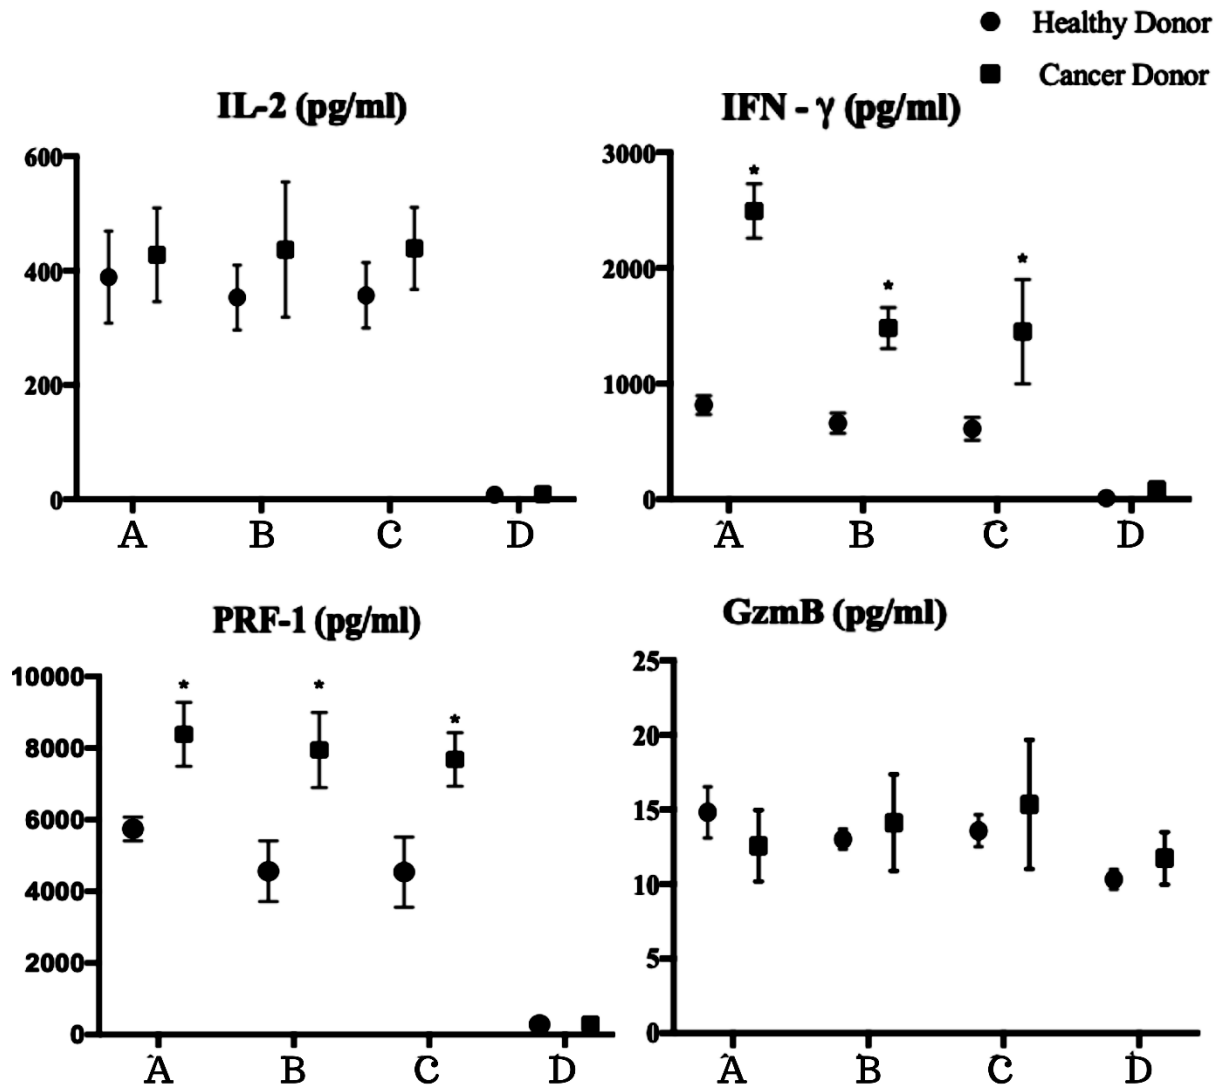 Healthy Donor
Cancer Donor
IL-2 (pg/ml)
600
400
200
0
A B C D
IFN - γ (pg/ml)
3000
2000
1000
0
* * *
A B C D
PRF-1 (pg/ml)
10000
8000
6000
4000
2000
0
* * *
A B C D
GzmB (pg/ml)
25
20
15
10
5
0
A B C D